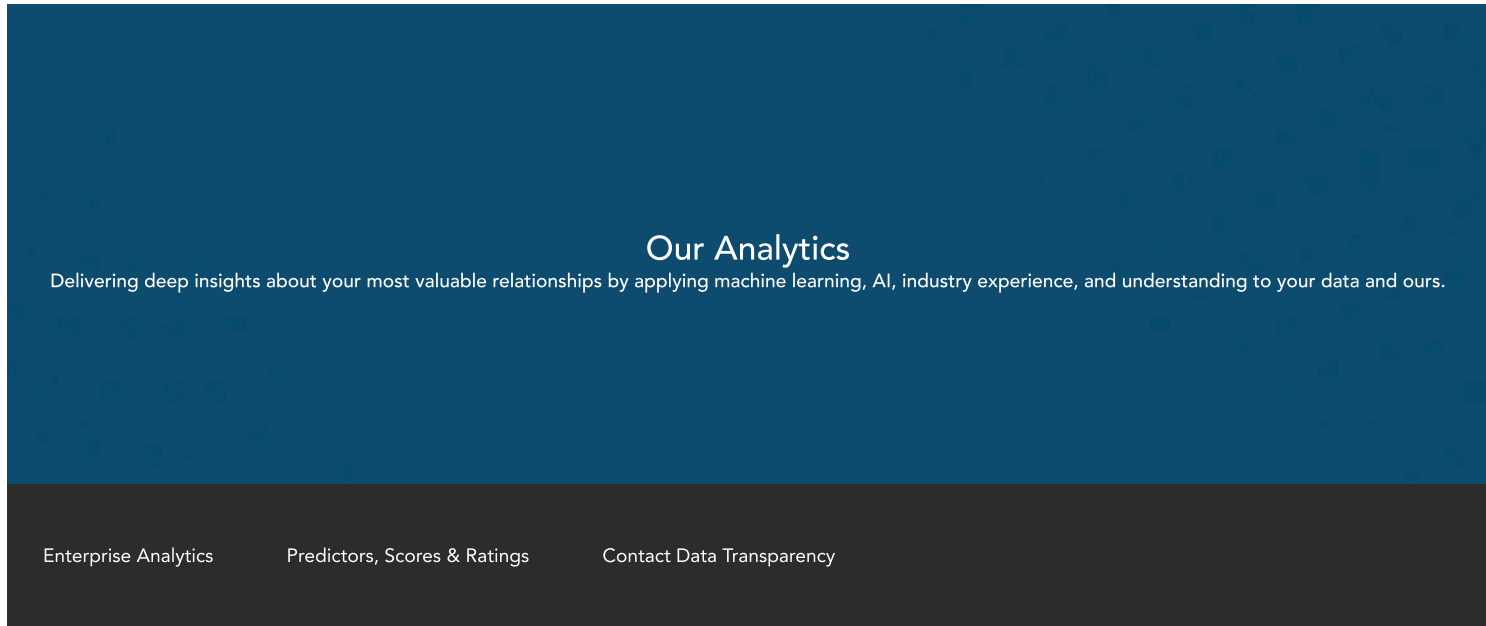 Our Analytics
Delivering deep insights about your most valuable relationships by applying machine learning, AI, industry experience, and understanding to your data and ours.
Enterprise Analytics
Predictors, Scores & Ratings
Contact Data Transparency